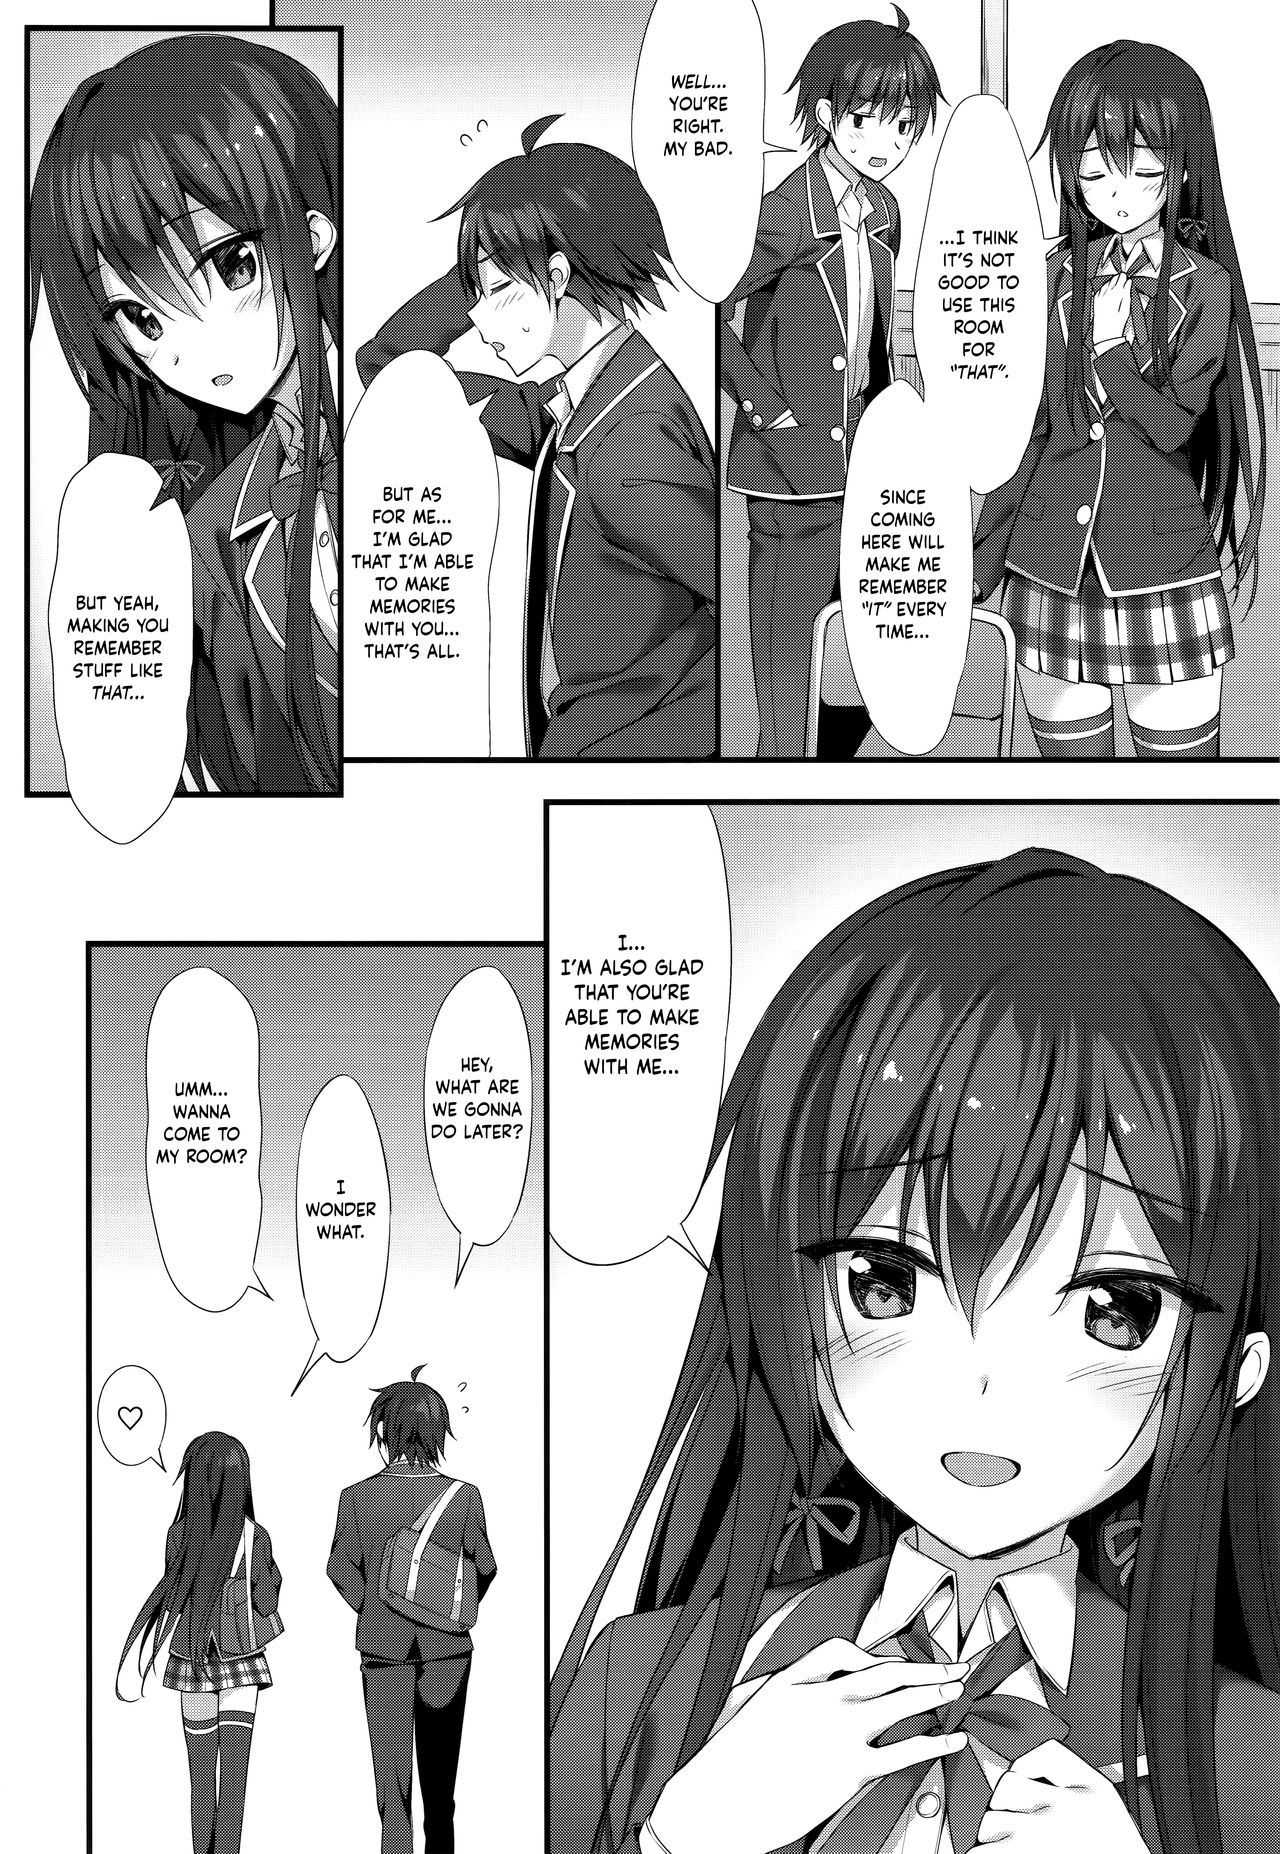 ...I THINK
IT'S NOT
GOOD TO
USE THIS
ROOM
FOR
"THAT".
SINCE
COMING
HERE WILL
MAKE ME
REMEMBER
"IT" EVERY
TIME...
WELL...
YOU'RE
RIGHT.
MY BAD.
BUT AS
FOR ME...
I'M GLAD
THAT I'M ABLE
TO MAKE
MEMORIES
WITH YOU...
THAT'S ALL.
BUT YEAH,
MAKING YOU
REMEMBER
STUFF LIKE
THAT...
I...
I'M ALSO GLAD
THAT YOU'RE
ABLE TO MAKE
MEMORIES
WITH ME...
HEY,
WHAT ARE
WE GONNA
DO LATER?
I
WONDER
WHAT.
UMM...
WANNA
COME TO
MY ROOM?
♡